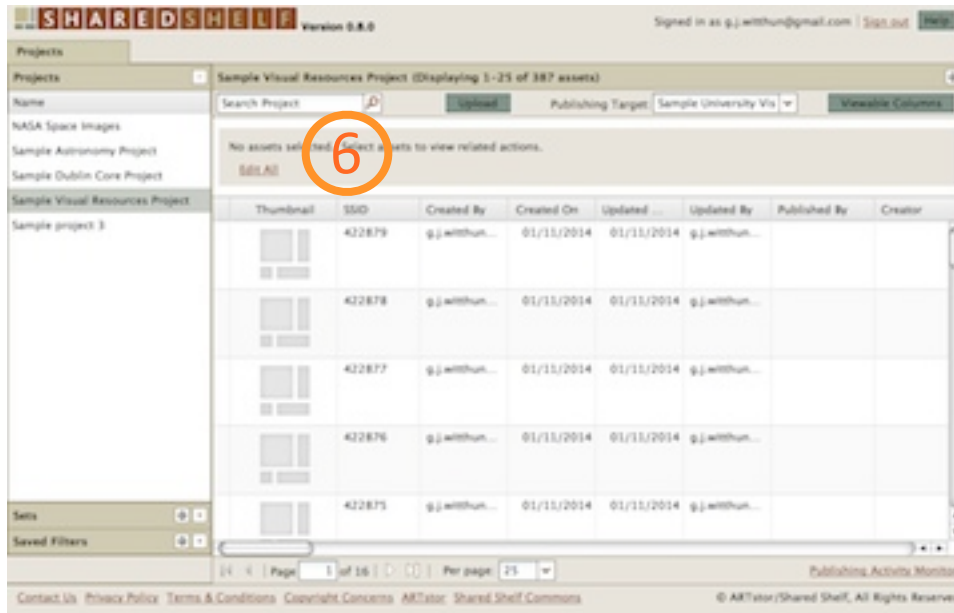 SHAREDSHELF Version 0.8.0
Signed in as g.j.witthun@gmail.com | Sign out Help
Projects
Projects
Name
NASA Space Images
Sample Astronomy Project
Sample Dublin Core Project
Sample Visual Resources Project
Sample project 3
Sets
Saved Filters
Sample Visual Resources Project (Displaying 1-25 of 387 assets)
Search Project Upload Publishing Target: Sample University Vis Viewable Columns
No assets selected. Select assets to view related actions.
6
Edit All
Thumbnail SSID Created By Created On Updated ... Updated By Published By Creator
422879 g.j.witthun... 01/11/2014 01/11/2014 g.j.witthun...
422878 g.j.witthun... 01/11/2014 01/11/2014 g.j.witthun...
422877 g.j.witthun... 01/11/2014 01/11/2014 g.j.witthun...
422876 g.j.witthun... 01/11/2014 01/11/2014 g.j.witthun...
422875 g.j.witthun... 01/11/2014 01/11/2014 g.j.witthun...
Page 1 of 16 Per page: 25 Publishing Activity Monito
Contact Us Privacy Policy Terms & Conditions Copyright Concerns ARTstor Shared Shelf Commons © ARTstor/Shared Shelf, All Rights Reserve